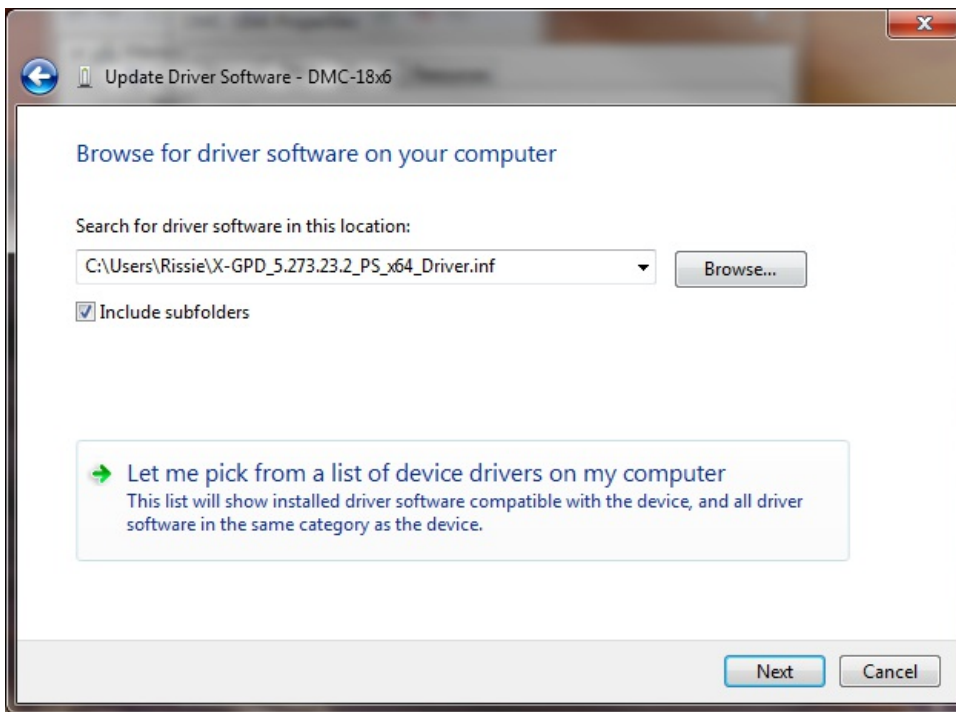 Update Driver Software - DMC-18x6
Browse for driver software on your computer
Search for driver software in this location:
C:\Users\Rissie\X-GPD_5.273.23.2_PS_x64_Driver.inf
Browse...
Include subfolders
Let me pick from a list of device drivers on my computer
This list will show installed driver software compatible with the device, and all driver
software in the same category as the device.
Next
Cancel